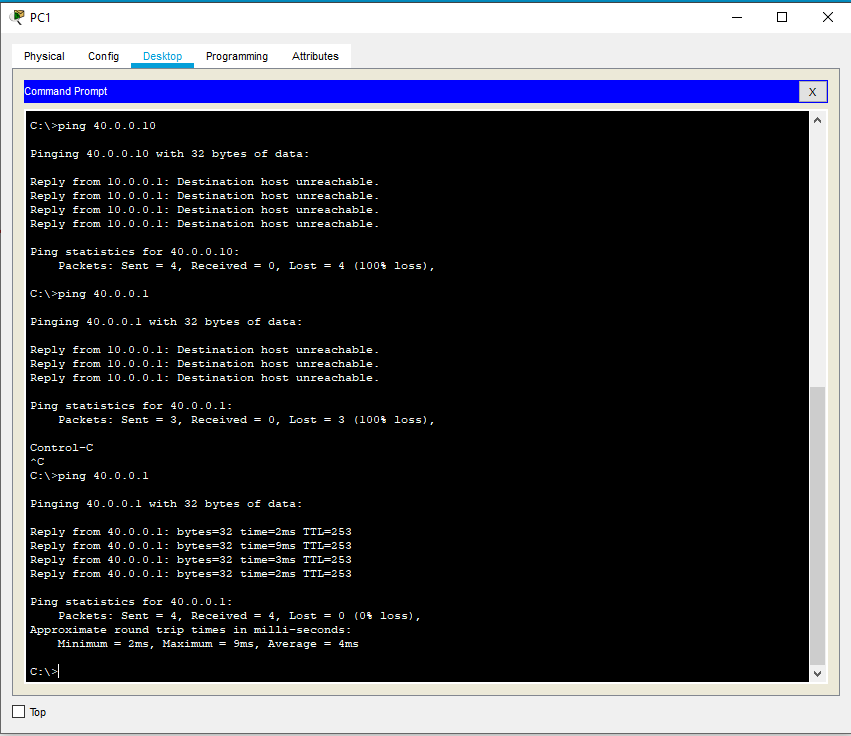 PC1
Physical Config Desktop Programming Attributes
Command Prompt X
C:\>ping 40.0.0.10
Pinging 40.0.0.10 with 32 bytes of data:
Reply from 10.0.0.1: Destination host unreachable.
Reply from 10.0.0.1: Destination host unreachable.
Reply from 10.0.0.1: Destination host unreachable.
Reply from 10.0.0.1: Destination host unreachable.
Ping statistics for 40.0.0.10:
Packets: Sent = 4, Received = 0, Lost = 4 (100% loss),
C:\>ping 40.0.0.1
Pinging 40.0.0.1 with 32 bytes of data:
Reply from 10.0.0.1: Destination host unreachable.
Reply from 10.0.0.1: Destination host unreachable.
Reply from 10.0.0.1: Destination host unreachable.
Ping statistics for 40.0.0.1:
Packets: Sent = 3, Received = 0, Lost = 3 (100% loss),
Control-C
^C
C:\>ping 40.0.0.1
Pinging 40.0.0.1 with 32 bytes of data:
Reply from 40.0.0.1: bytes=32 time=2ms TTL=253
Reply from 40.0.0.1: bytes=32 time=9ms TTL=253
Reply from 40.0.0.1: bytes=32 time=3ms TTL=253
Reply from 40.0.0.1: bytes=32 time=2ms TTL=253
Ping statistics for 40.0.0.1:
Packets: Sent = 4, Received = 4, Lost = 0 (0% loss),
Approximate round trip times in milli-seconds:
Minimum = 2ms, Maximum = 9ms, Average = 4ms
C:\>
Top